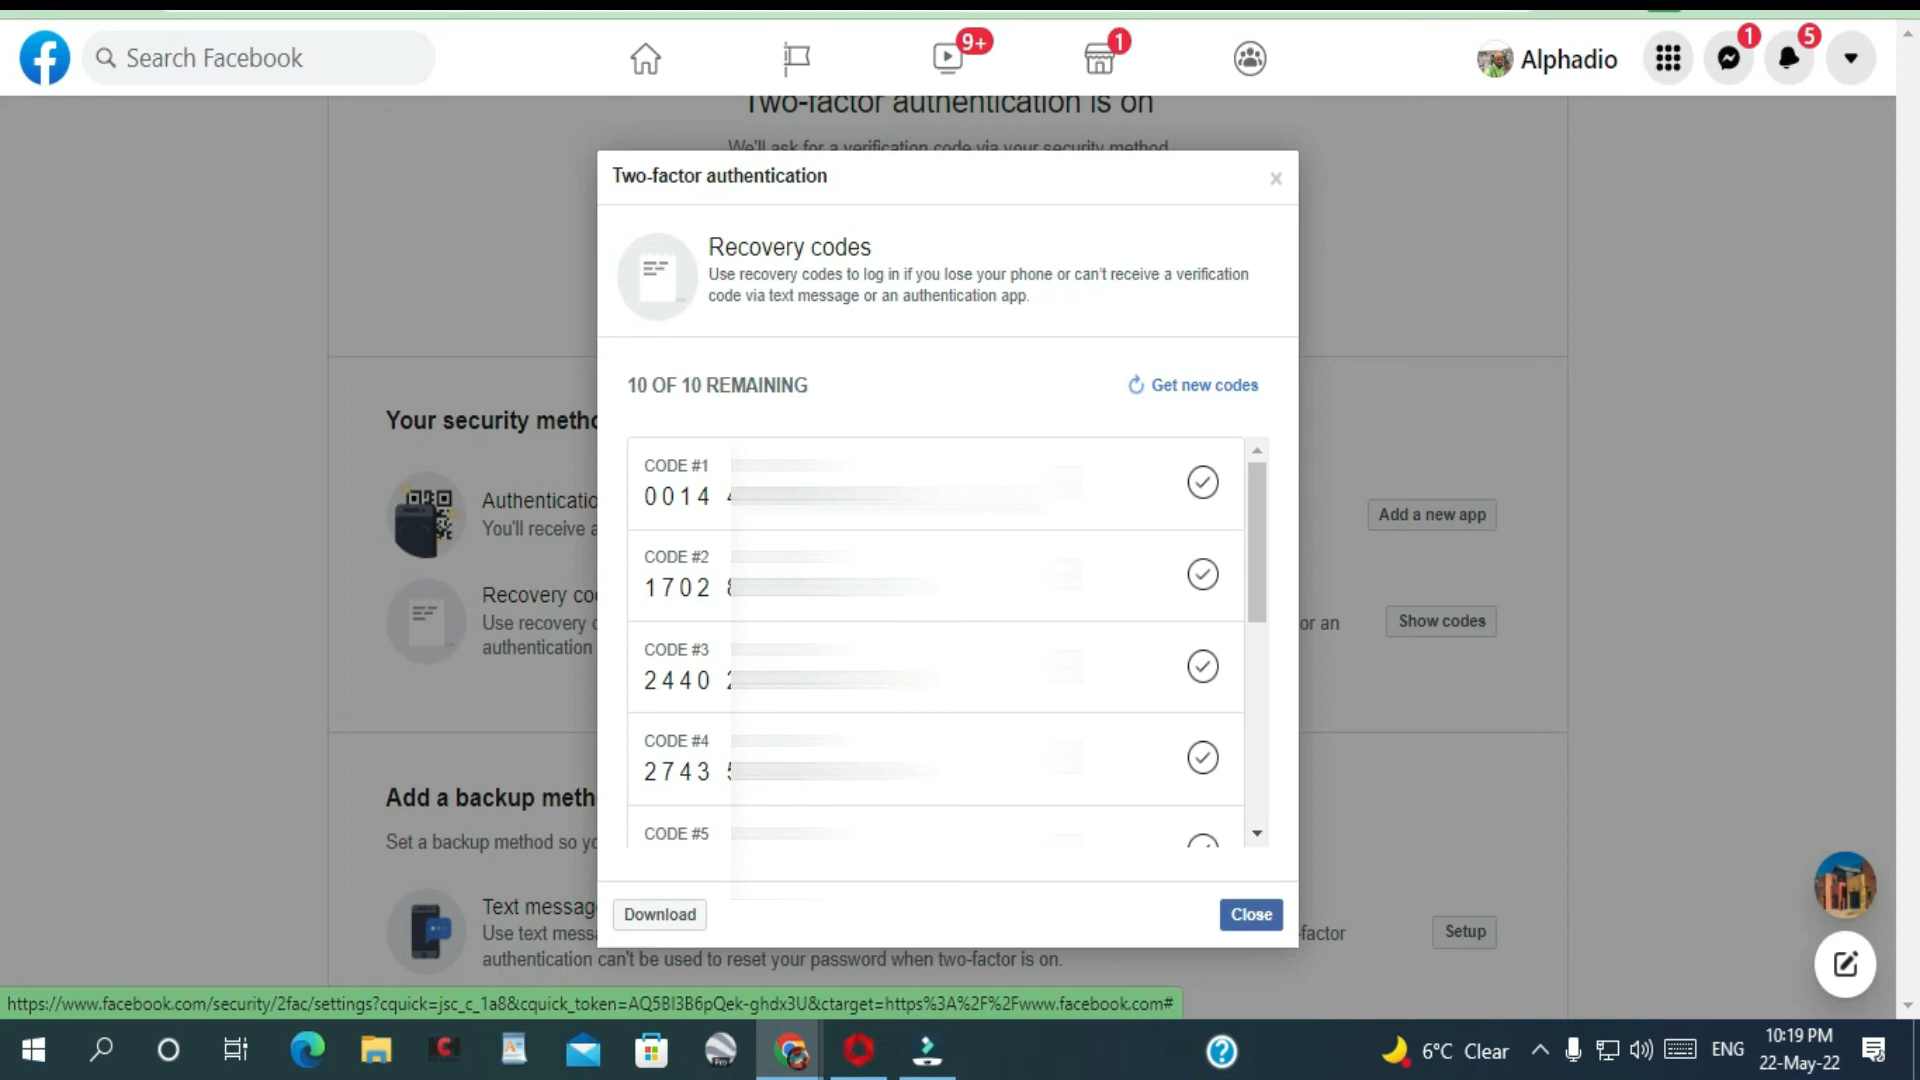 Search Facebook
9+
1
Alphadio
1
5
Two-factor authentication is on
We'll ask for a verification code via your security method
Two-factor authentication
×
Recovery codes
Use recovery codes to log in if you lose your phone or can't receive a verification
code via text message or an authentication app.
10 OF 10 REMAINING
Get new codes
CODE #1
0014
CODE #2
1702
CODE #3
2440
CODE #4
2743
CODE #5
Download
Close
Your security
You'll receive a
Add a new app
Recovery
Use recovery
or an
authentication
Show codes
Add a backup
Set a backup method so
Text
Use text
-factor
authentication can't be used to reset your password when two-factor is on.
Setup
https://www.facebook.com/security/2fac/settings?cquick=jsc_c_1a8&cquick_token=AQ5BI3B6pQek-ghdx3U&ctarget=https%3A%2F%2Fwww.facebook.com#
6°C Clear
ENG
10:19 PM
22-May-22